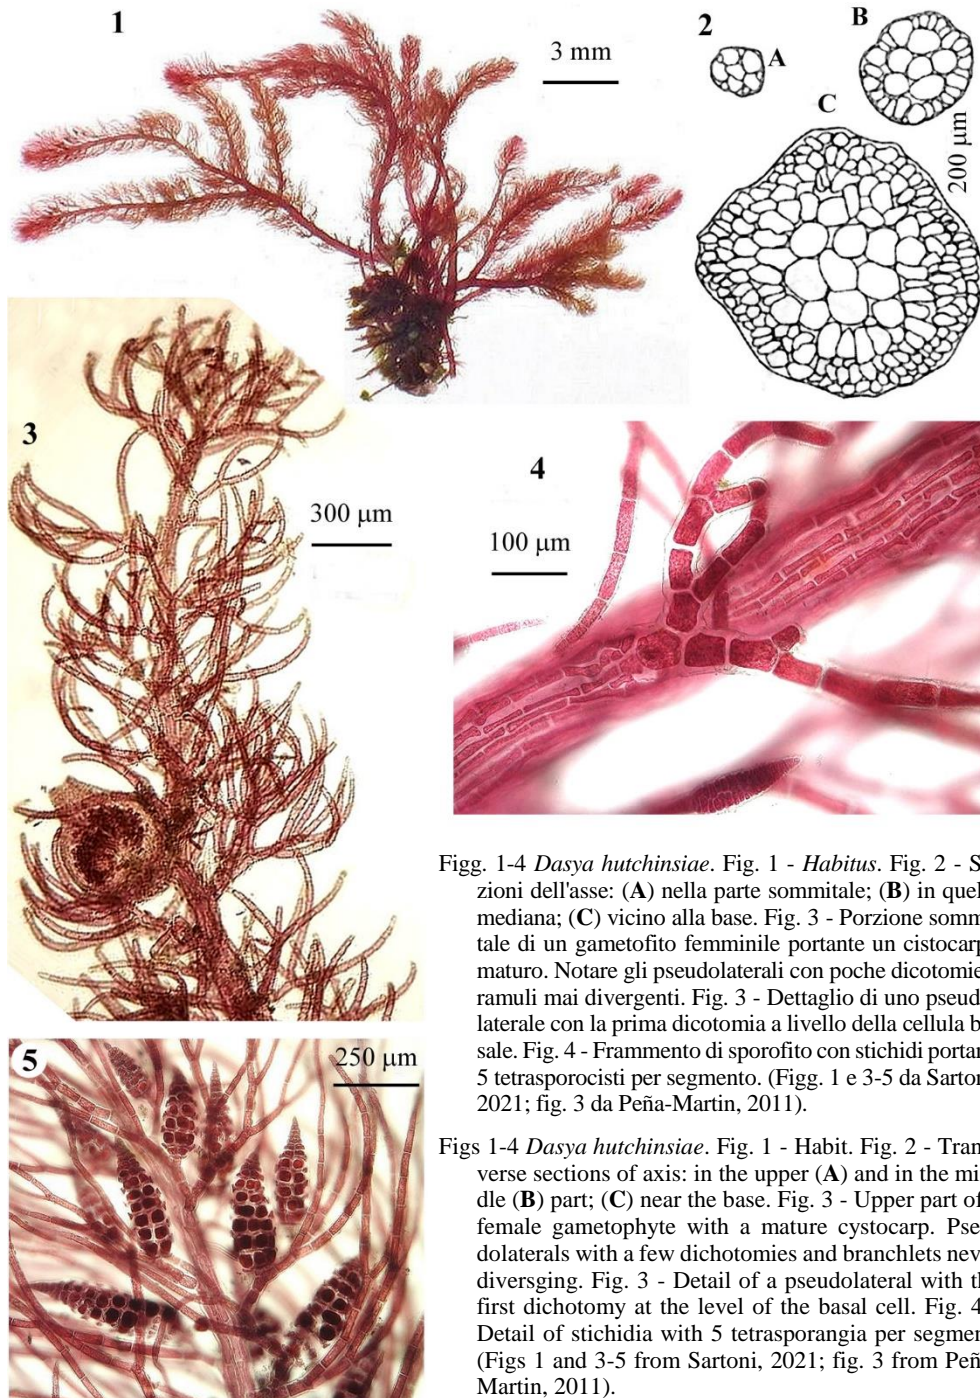 1
3 mm
2
A
B
C
200 µm
3
300 µm
4
100 µm
5
250 µm
Figg. 1-4 Dasya hutchinsiae. Fig. 1 - Habitus. Fig. 2 - S
zioni dell'asse: (A) nella parte sommitale; (B) in quel
mediana; (C) vicino alla base. Fig. 3 - Porzione somm
tale di un gametofito femminile portante un cistocarp
maturo. Notare gli pseudolaterali con poche dicotomie
ramuli mai divergenti. Fig. 3 - Dettaglio di uno pseud
laterale con la prima dicotomia a livello della cellula b
sale. Fig. 4 - Frammento di sporofito con stichidi portan
5 tetrasporocisti per segmento. (Figg. 1 e 3-5 da Sarton
2021; fig. 3 da Peña-Martin, 2011).
Figs 1-4 Dasya hutchinsiae. Fig. 1 - Habit. Fig. 2 - Tran
verse sections of axis: in the upper (A) and in the mi
dle (B) part; (C) near the base. Fig. 3 - Upper part of
female gametophyte with a mature cystocarp. Pse
dolaterals with a few dichotomies and branchlets nev
diversging. Fig. 3 - Detail of a pseudolateral with th
first dichotomy at the level of the basal cell. Fig. 4
Detail of stichidia with 5 tetrasporangia per segmen
(Figs 1 and 3-5 from Sartoni, 2021; fig. 3 from Peñ
Martin, 2011).